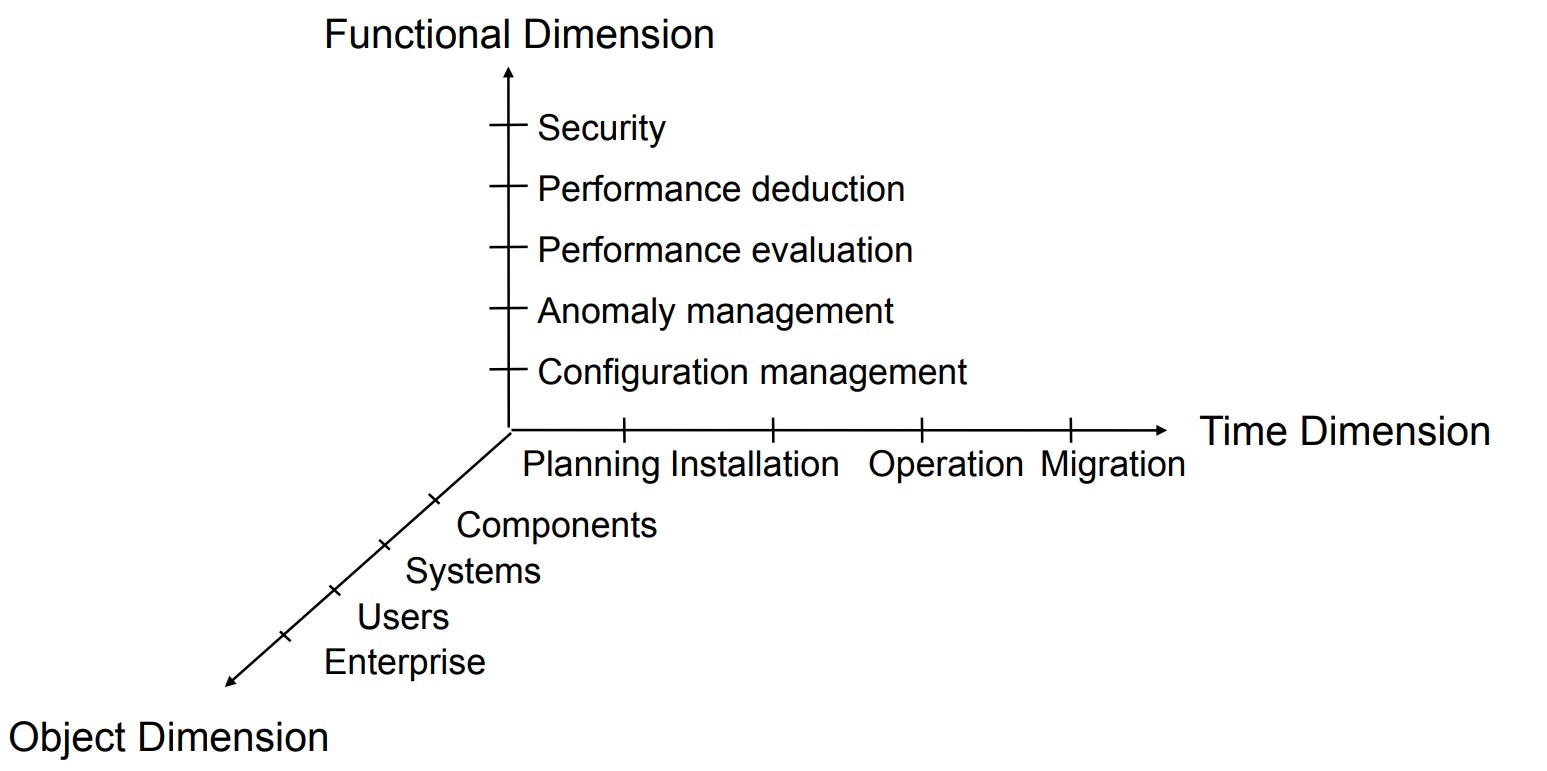 Functional Dimension
Security
Performance deduction
Performance evaluation
Anomaly management
Configuration management
Time Dimension
Planning Installation Operation Migration
Components
Systems
Users
Enterprise
Object Dimension